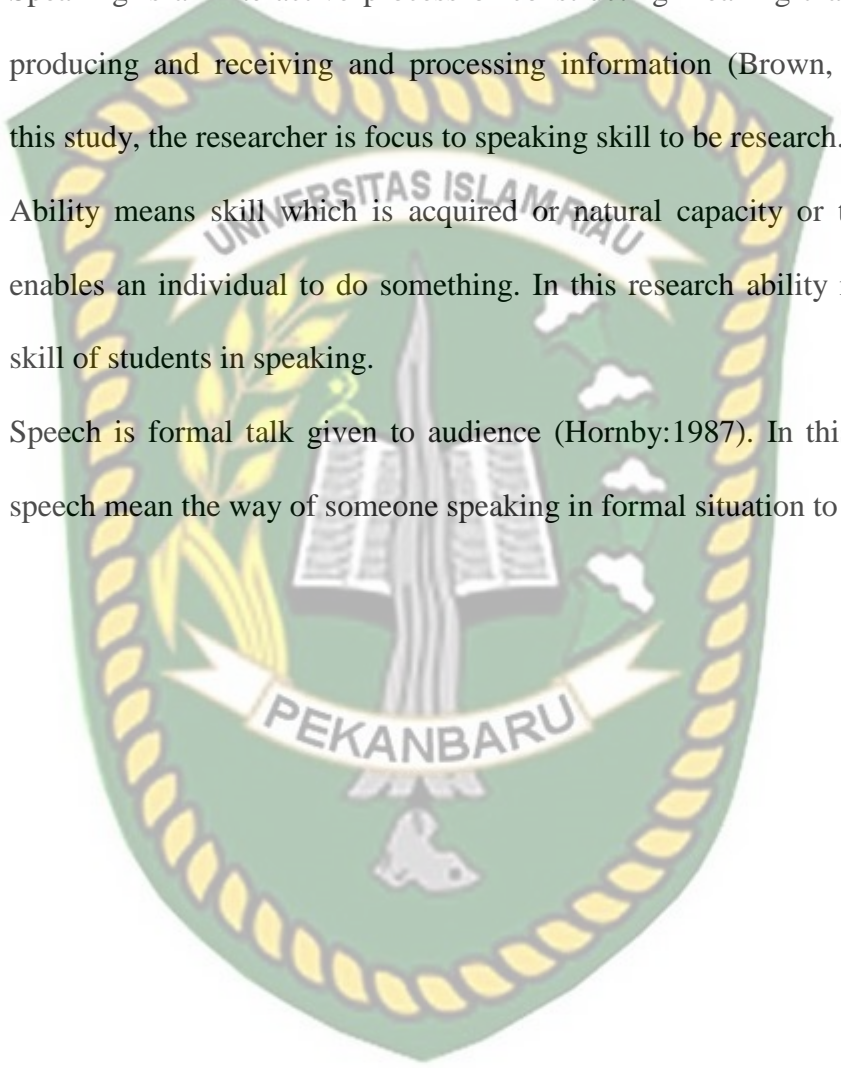 producing and receiving and processing information (Brown,
this study, the researcher is focus to speaking skill to be research.
UNIVERSITAS ISLAM RIAU
Ability means skill which is acquired or natural capacity or
enables an individual to do something. In this research ability
skill of students in speaking.
Speech is formal talk given to audience (Hornby:1987). In
speech mean the way of someone speaking in formal situation to
PEKANBARU